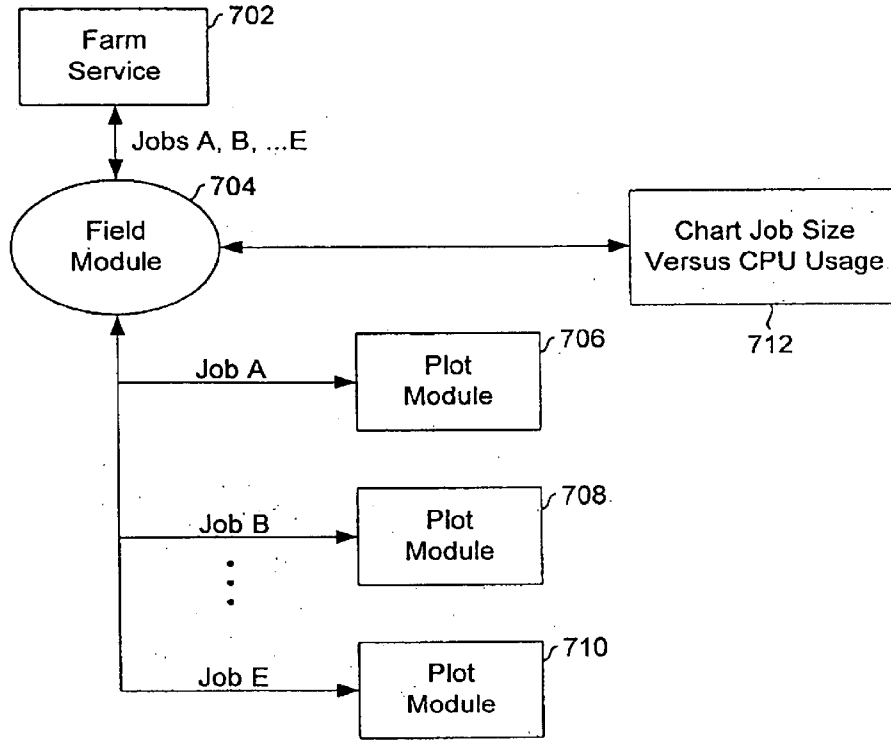 702
Farm
Service
Jobs A, B, ...E
704
Field
Module
Chart Job Size
Versus CPU Usage
712
706
Job A
Plot
Module
708
Job B
Plot
Module
710
Job E
Plot
Module